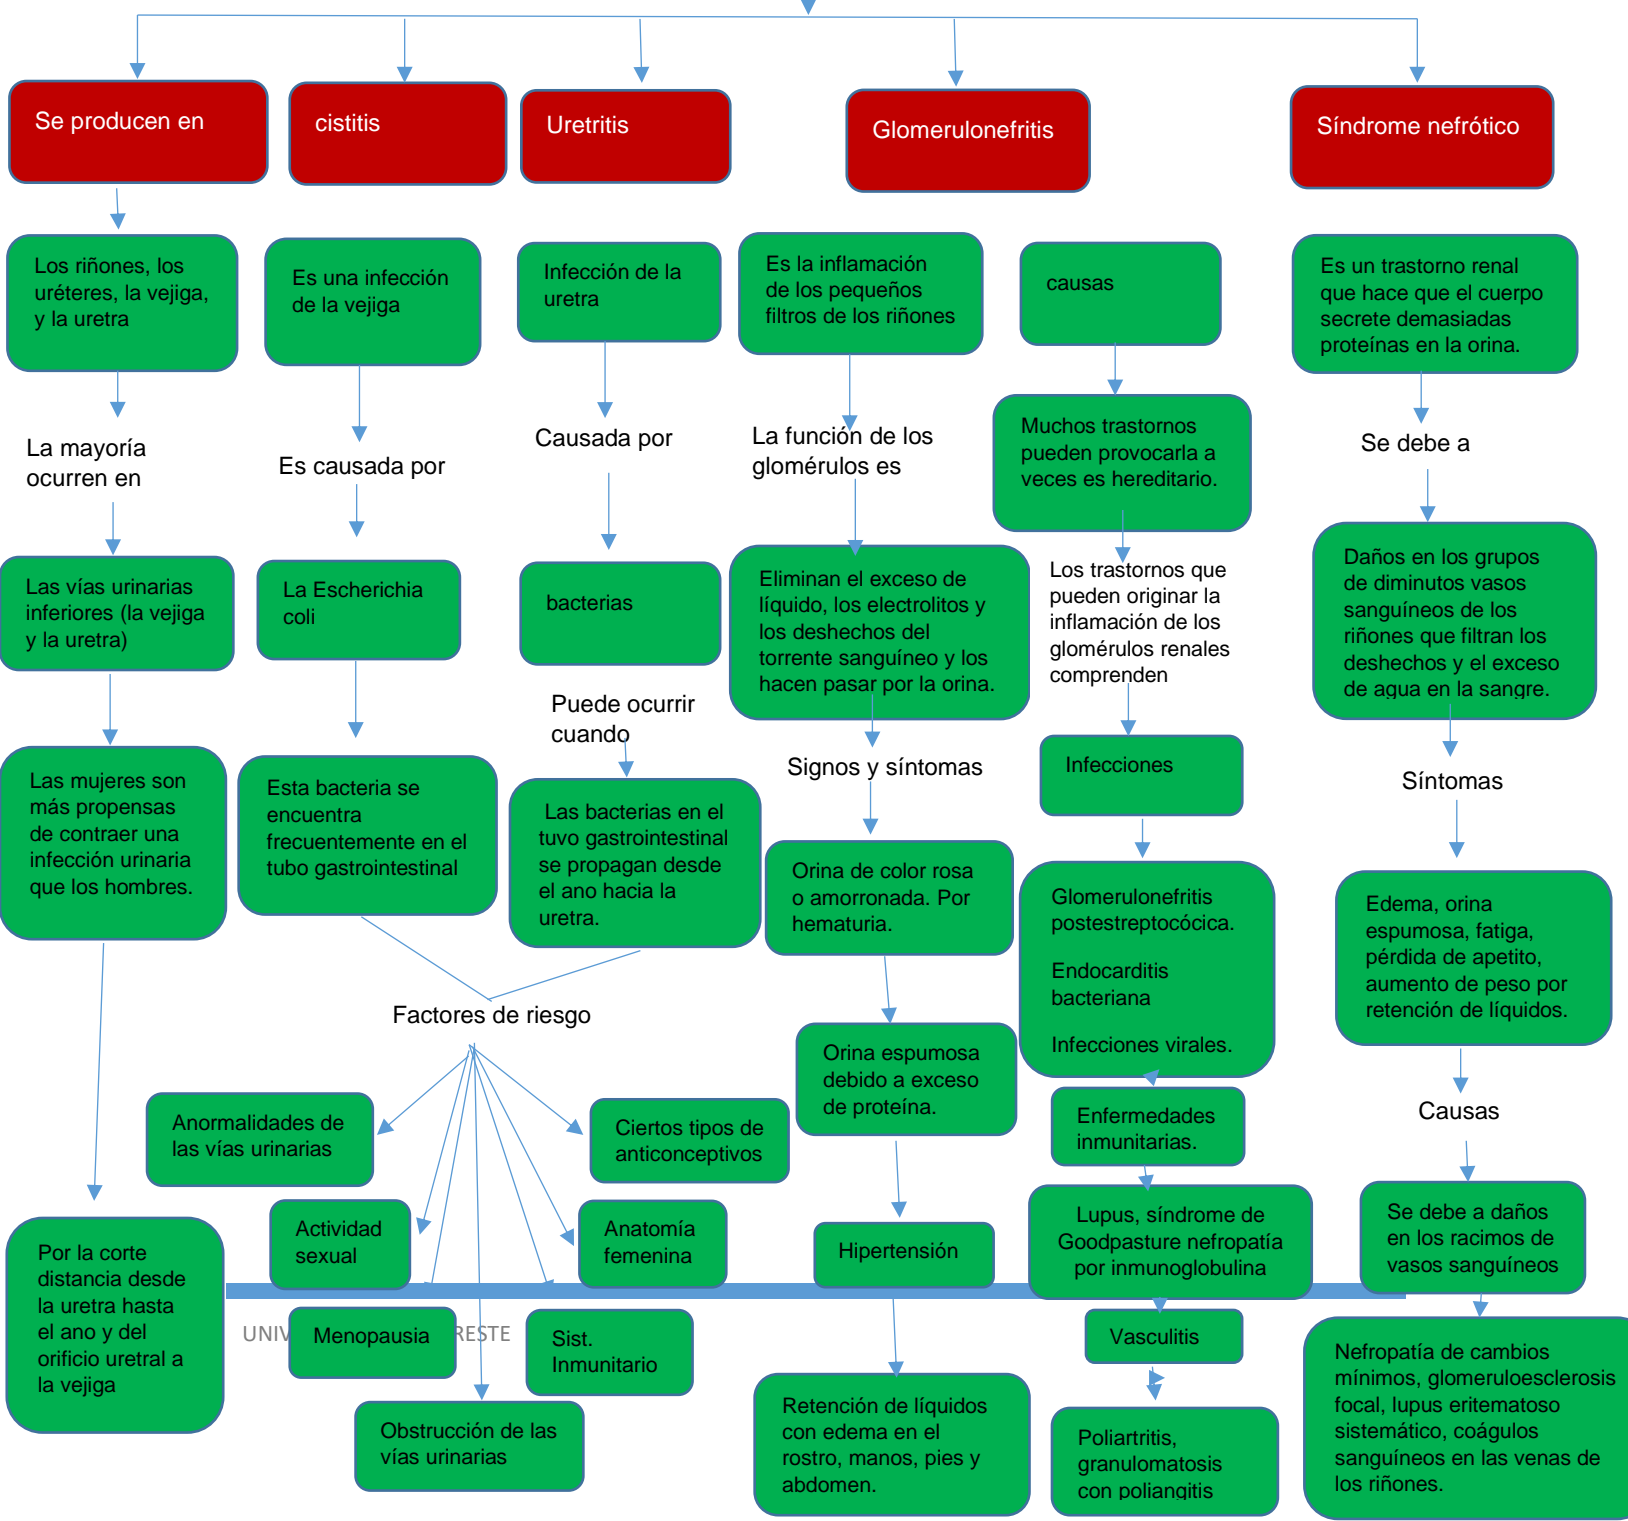 Se producen en
cistitis
Uretritis
Glomerulonefritis
Síndrome nefrótico
Los riñones, los
uréteres, la vejiga,
y la uretra
La mayoría
ocurren en
Las vías urinarias
inferiores (la vejiga
y la uretra)
Las mujeres son
más propensas
de contraer una
infección urinaria
que los hombres.
Por la corte
distancia desde
la uretra hasta
el ano y del
orificio uretral a
la vejiga
Es una infección
de la vejiga
Es causada por
La Escherichia
coli
Esta bacteria se
encuentra
frecuentemente en el
tubo gastrointestinal
Infección de la
uretra
Causada por
bacterias
Puede ocurrir
cuando
Las bacterias en el
tuvo gastrointestinal
se propagan desde
el ano hacia la
uretra.
Factores de riesgo
Anormalidades de
las vías urinarias
Ciertos tipos de
anticonceptivos
Actividad
sexual
Anatomía
femenina
Menopausia
Sist.
Inmunitario
Obstrucción de las
vías urinarias
Es la inflamación
de los pequeños
filtros de los riñones
La función de los
glomérulos es
Eliminan el exceso de
líquido, los electrolitos y
los deshechos del
torrente sanguíneo y los
hacen pasar por la orina.
Signos y síntomas
Orina de color rosa
o amorronada. Por
hematuria.
Orina espumosa
debido a exceso
de proteína.
Hipertensión
Retención de líquidos
con edema en el
rostro, manos, pies y
abdomen.
causas
Muchos trastornos
pueden provocarla a
veces es hereditario.
Los trastornos que
pueden originar la
inflamación de los
glomérulos renales
comprenden
Infecciones
Glomerulonefritis
postestreptocócica.
Endocarditis
bacteriana
Infecciones virales.
Enfermedades
inmunitarias.
Lupus, síndrome de
Goodpasture nefropatía
por inmunoglobulina
Vasculitis
Poliartritis,
granulomatosis
con poliangitis
Es un trastorno renal
que hace que el cuerpo
secrete demasiadas
proteínas en la orina.
Se debe a
Daños en los grupos
de diminutos vasos
sanguíneos de los
riñones que filtran los
deshechos y el exceso
de agua en la sangre.
Síntomas
Edema, orina
espumosa, fatiga,
pérdida de apetito,
aumento de peso por
retención de líquidos.
Causas
Se debe a daños
en los racimos de
vasos sanguíneos
Nefropatía de cambios
mínimos, glomeruloesclerosis
focal, lupus eritematoso
sistemático, coágulos
sanguíneos en las venas de
los riñones.